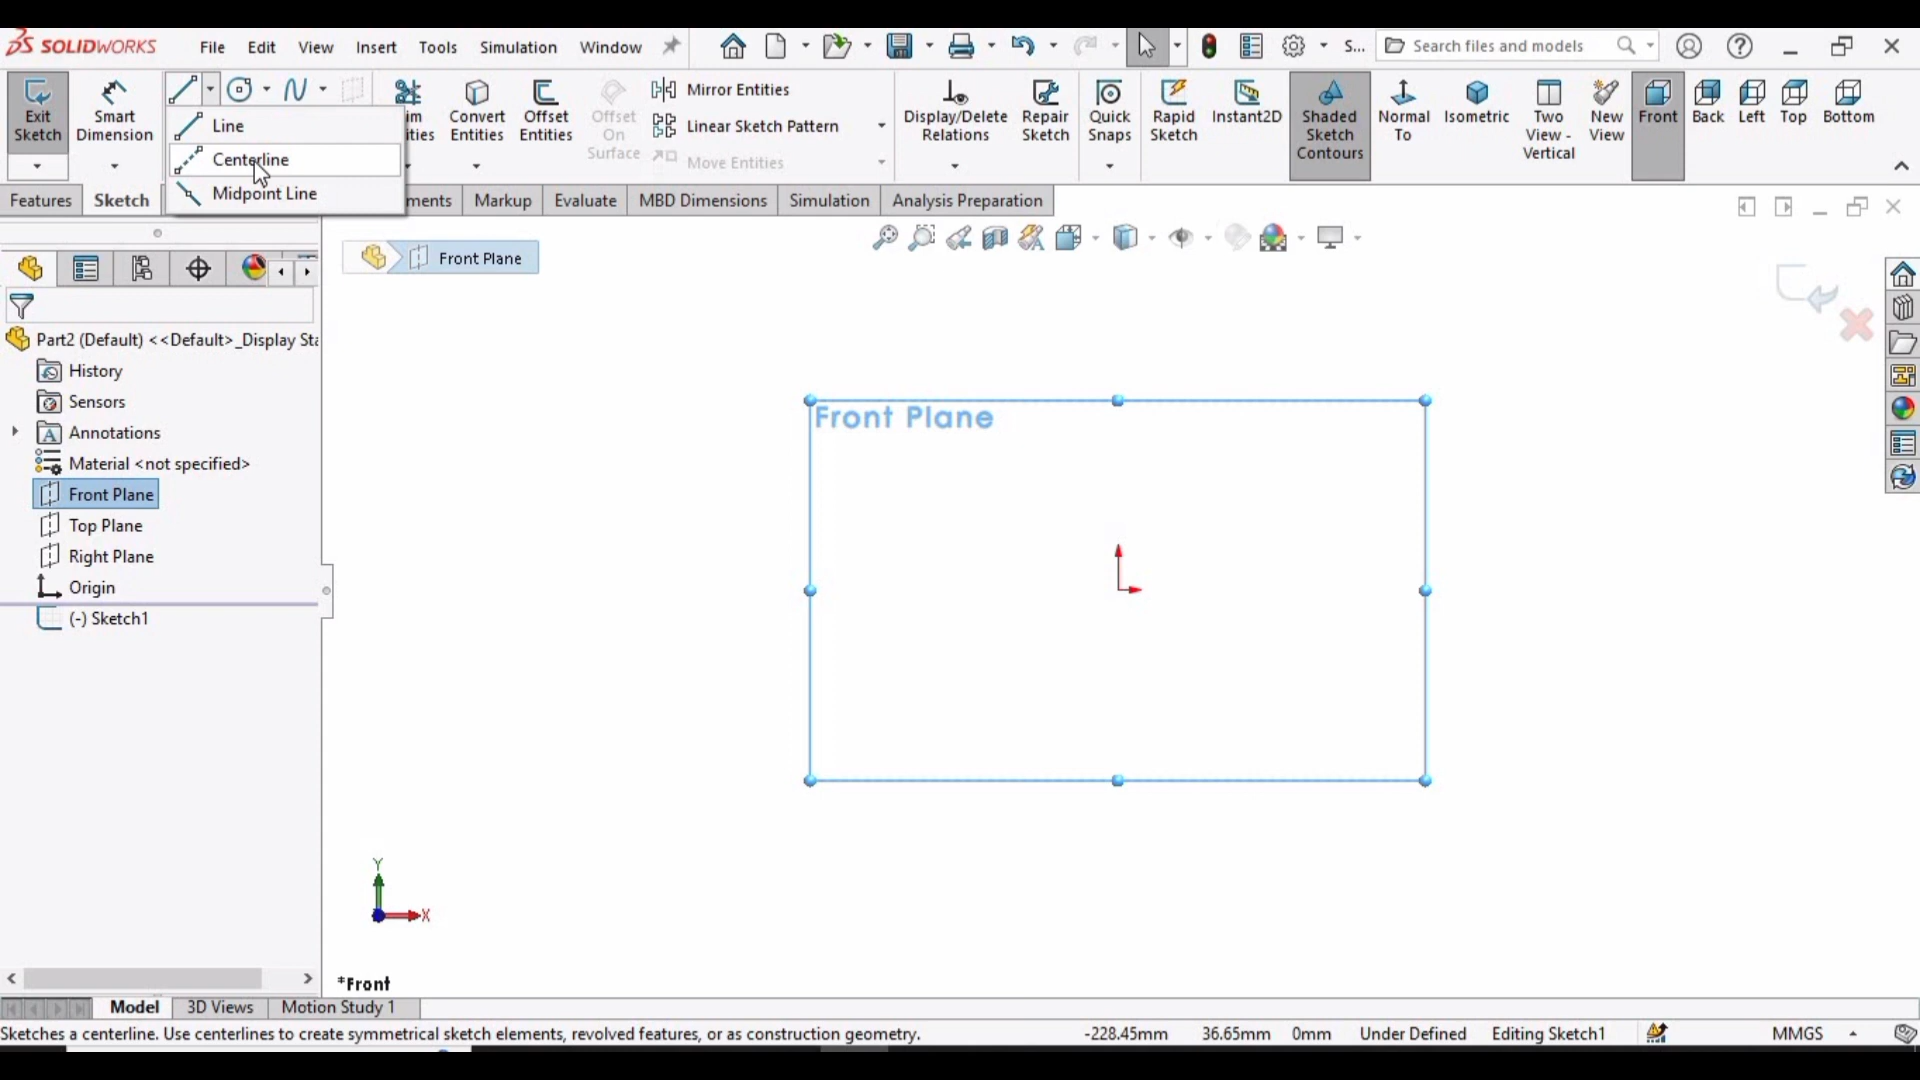 SOLIDWORKS File Edit View Insert Tools Simulation Window S... Search files and models
Exit Sketch
Smart Dimension
Line
Centerline
Midpoint Line
im
ities
Convert Entities
Offset Entities
Offset On Surface
Mirror Entities
Linear Sketch Pattern
Move Entities
Display/Delete Relations
Repair Sketch
Quick Snaps
Rapid Sketch
Instant2D
Shaded Sketch Contours
Normal To
Isometric
Two View - Vertical
New View
Front
Back
Left
Top
Bottom
Features Sketch ments Markup Evaluate MBD Dimensions Simulation Analysis Preparation
Front Plane
Part2 (Default) <<Default>_Display Sta
History
Sensors
Annotations
Material <not specified>
Front Plane
Top Plane
Right Plane
Origin
(-) Sketch1
Front Plane
Y
X
*Front
Model 3D Views Motion Study 1
Sketches a centerline. Use centerlines to create symmetrical sketch elements, revolved features, or as construction geometry. -228.45mm 36.65mm 0mm Under Defined Editing Sketch1 MMGS